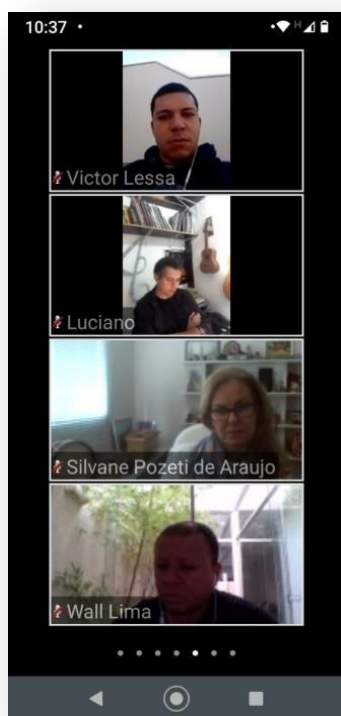 10:37
H
Victor Lessa
Luciano
Silvane Pozeti de Araujo
Wall Lima